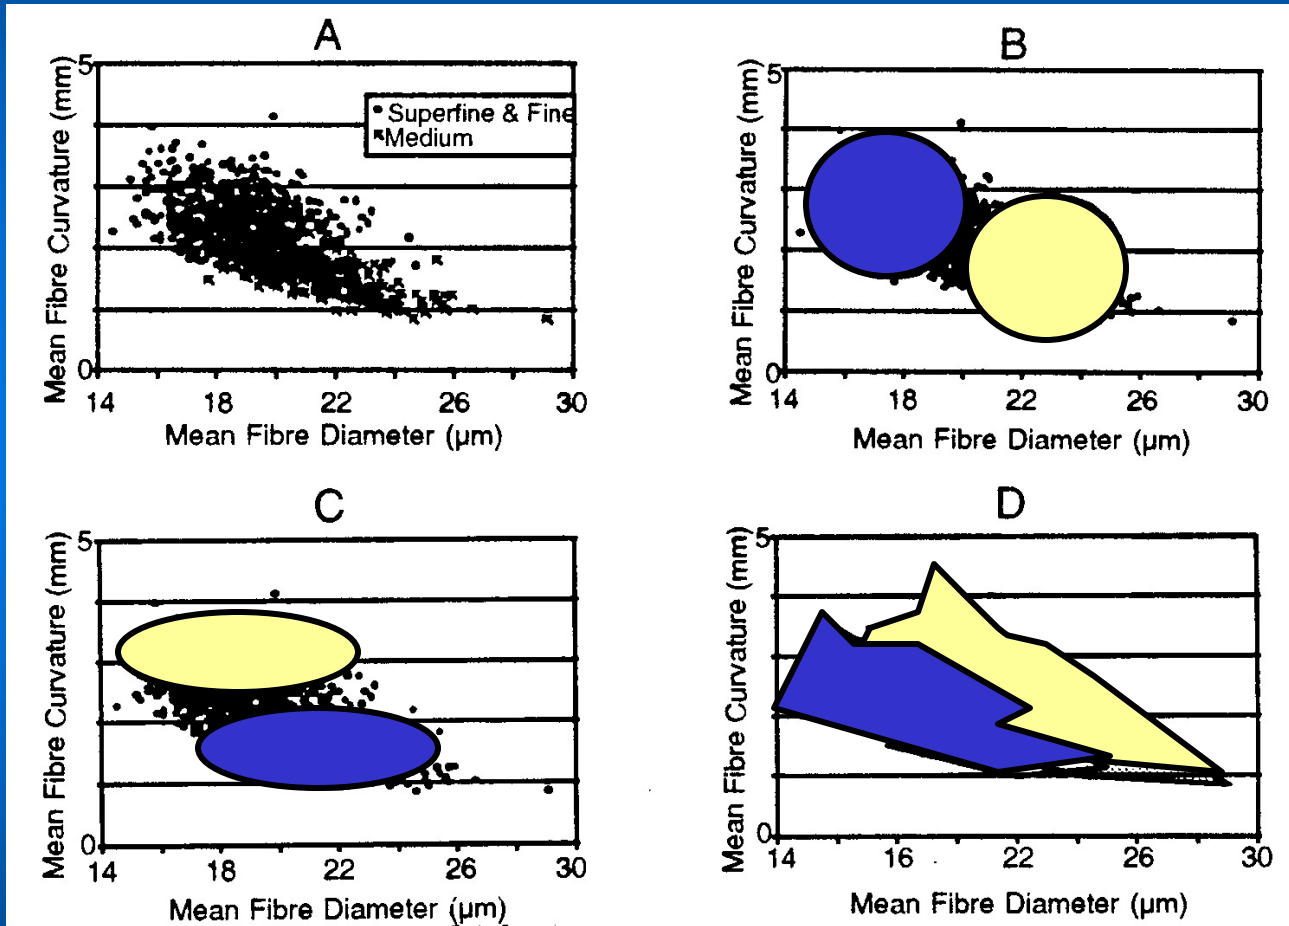 A
Mean Fibre Curvature (mm)
5
0
Superfine & Fine
Medium
14 18 22 26 30
Mean Fibre Diameter (µm)
B
Mean Fibre Curvature (mm)
5
0
14 18 22 26 30
Mean Fibre Diameter (µm)
C
Mean Fibre Curvature (mm)
5
0
14 18 22 26 30
Mean Fibre Diameter (µm)
D
Mean Fibre Curvature (mm)
5
0
14 16 22 26 30
Mean Fibre Diameter (µm)